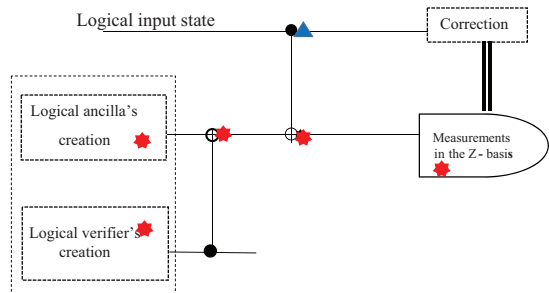 Logical input state
Correction
Logical ancilla's
creation
Measurements
in the Z - basis
Logical verifier's
creation